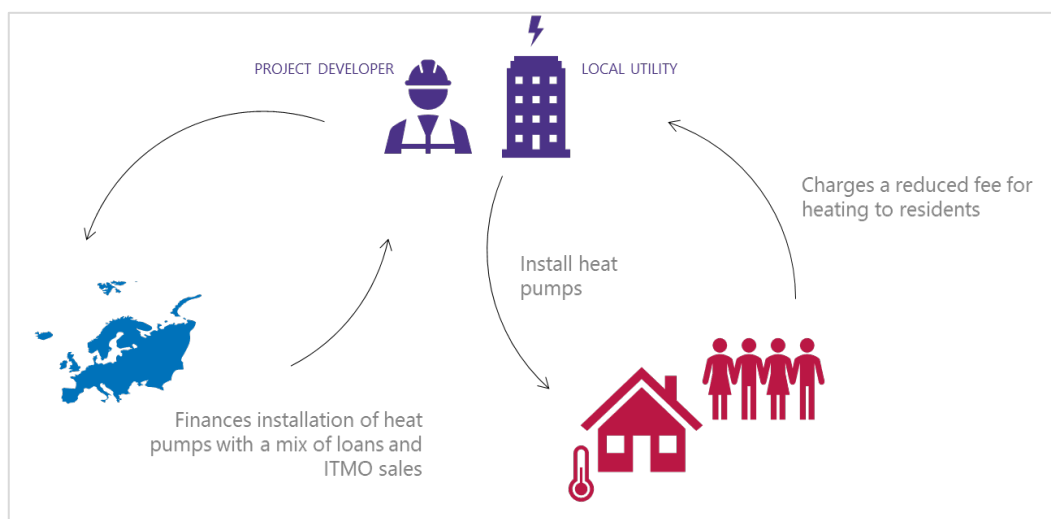 PROJECT DEVELOPER
LOCAL UTILITY
Charges a reduced fee for
heating to residents
Install heat
pumps
Finances installation of heat
pumps with a mix of loans and
ITMO sales